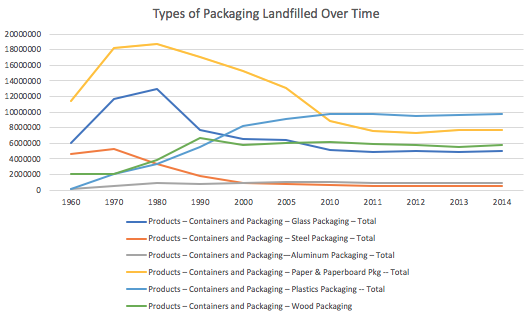 Types of Packaging Landfilled Over Time
20000000
18000000
16000000
14000000
12000000
10000000
8000000
6000000
4000000
2000000
0
1960 1970 1980 1990 2000 2005 2010 2011 2012 2013 2014
Products – Containers and Packaging – Glass Packaging – Total
Products – Containers and Packaging – Steel Packaging – Total
Products – Containers and Packaging –Aluminum Packaging – Total
Products – Containers and Packaging – Paper & Paperboard Pkg – Total
Products – Containers and Packaging – Plastics Packaging – Total
Products – Containers and Packaging – Wood Packaging